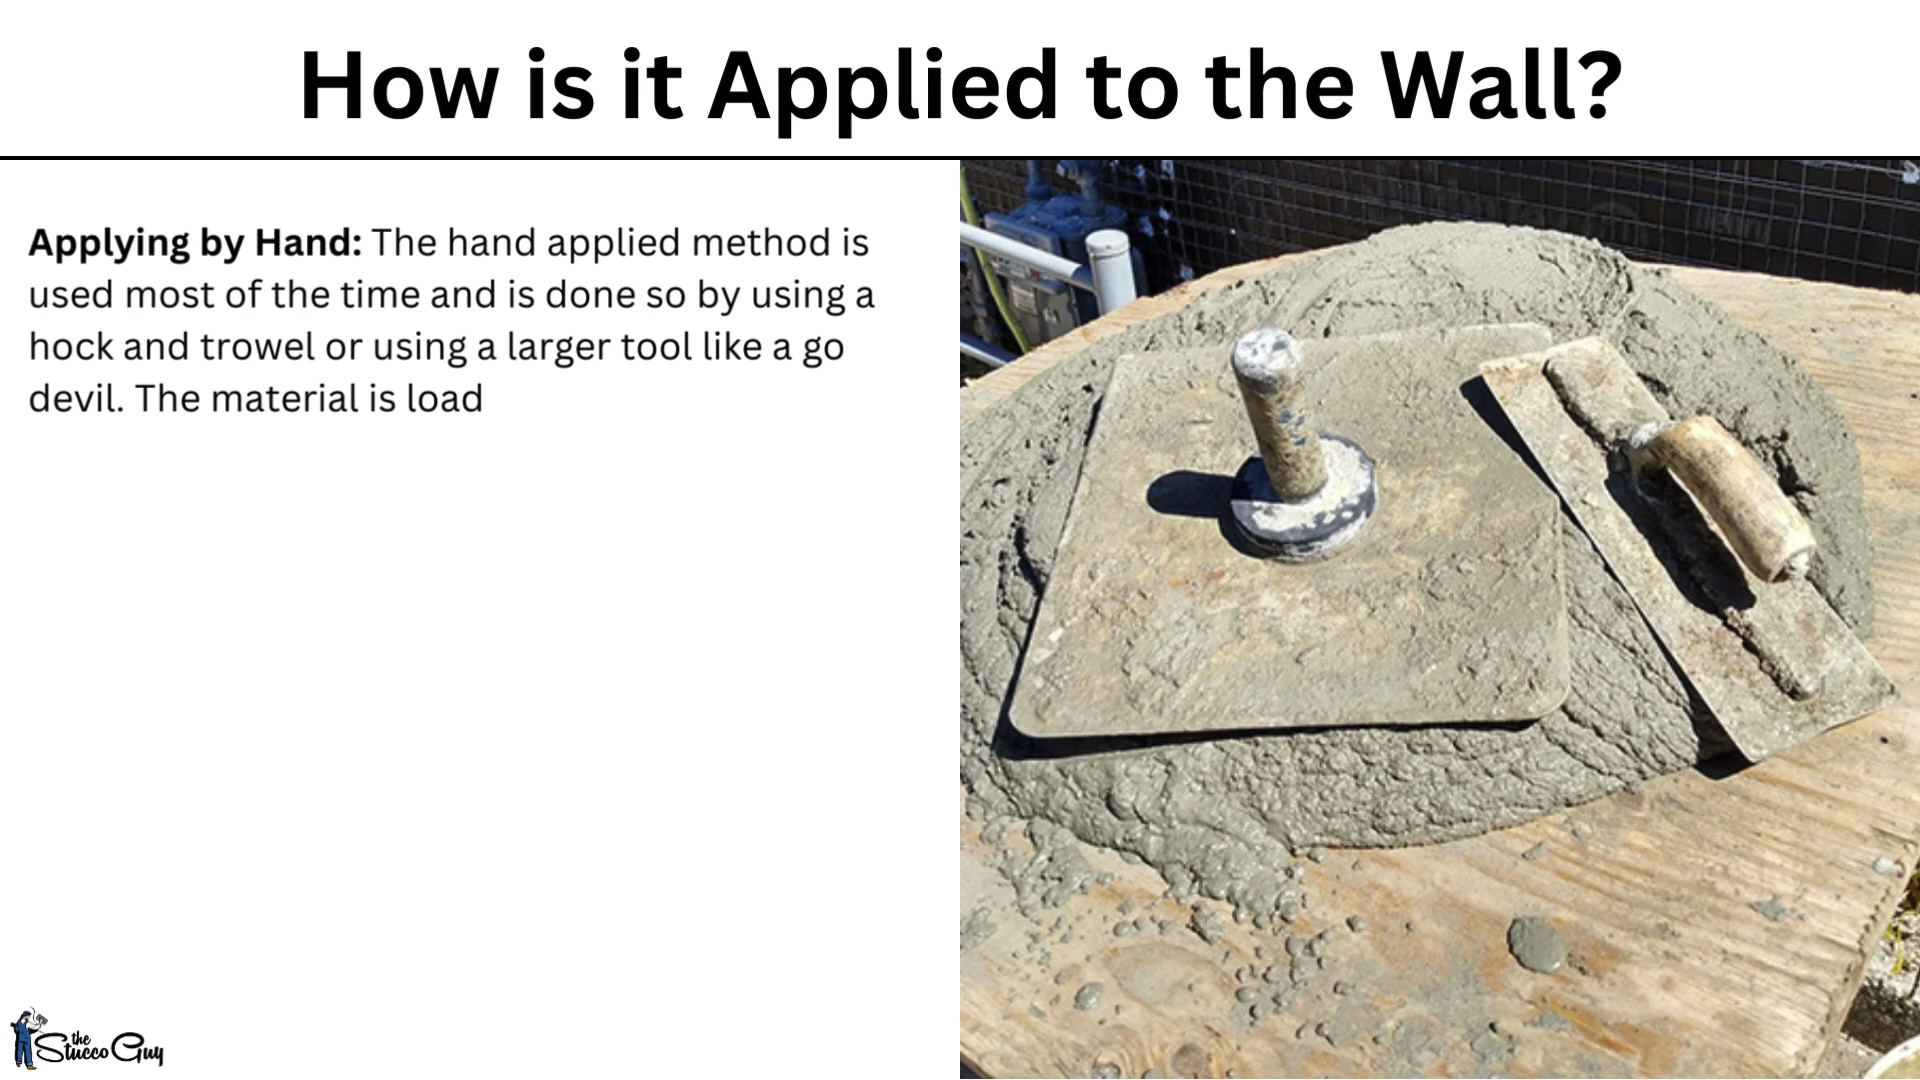 How is it Applied to the Wall?
Applying by Hand: The hand applied method is
used most of the time and is done so by using a
hock and trowel or using a larger tool like a go
devil. The material is load
the
Stucco Guy